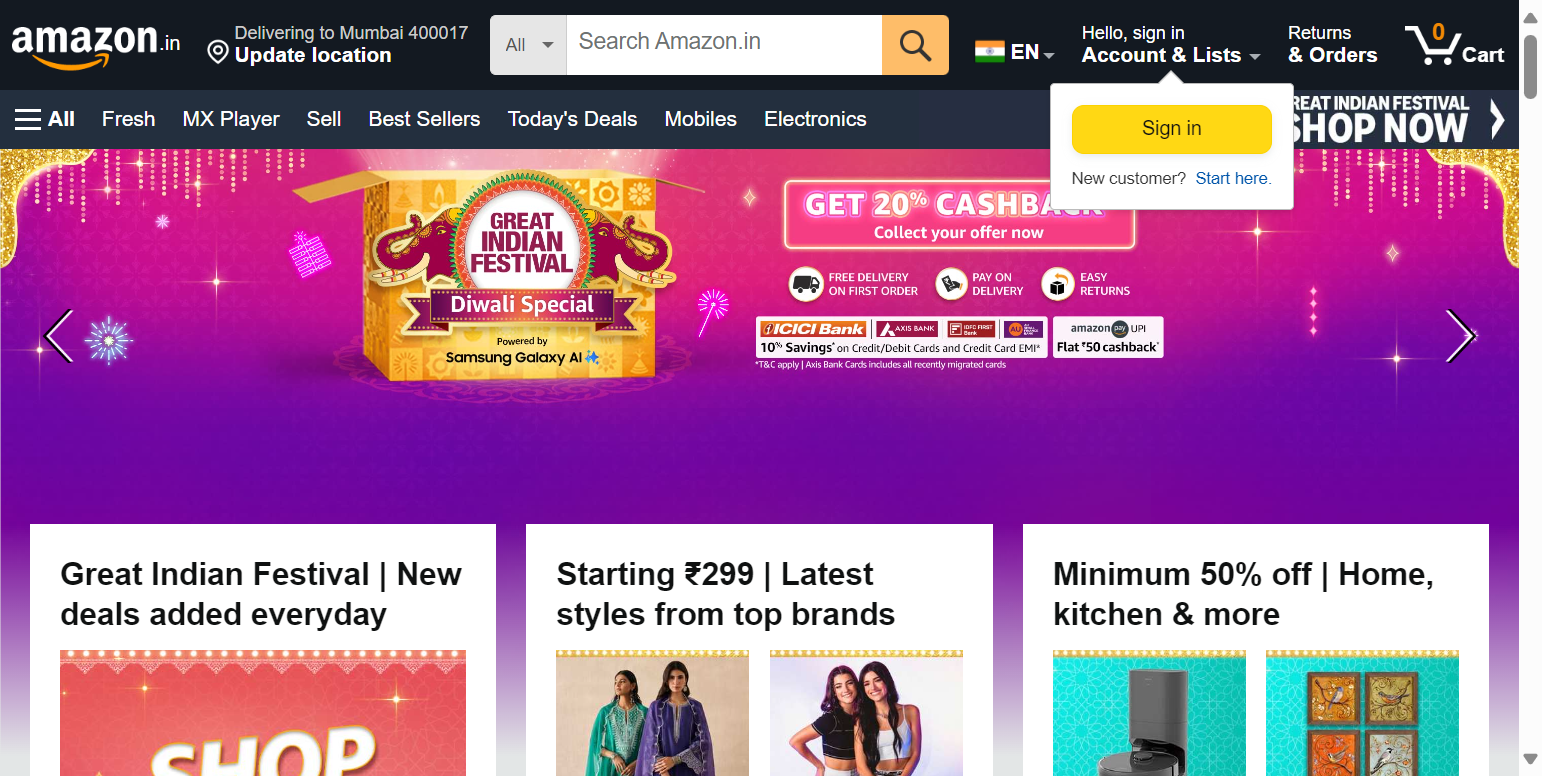 amazon.in
Delivering to Mumbai 400017
Update location
All
Search Amazon.in
EN
Hello, sign in
Account & Lists
Returns
& Orders
0
Cart
All
Fresh
MX Player
Sell
Best Sellers
Today's Deals
Mobiles
Electronics
REAT INDIAN FESTIVAL
SHOP NOW
Sign in
New customer? Start here.
GREAT
INDIAN
FESTIVAL
Diwali Special
Powered by
Samsung Galaxy AI
GET 20% CASHBACK
Collect your offer now
FREE DELIVERY
ON FIRST ORDER
PAY ON
DELIVERY
EASY
RETURNS
ICICI Bank
AXIS BANK
IDFC FIRST
Bank
AU
10% Savings* on Credit/Debit Cards and Credit Card EMI*
amazon pay UPI
Flat ₹50 cashback*
*T&C apply | Axis Bank Cards includes all recently migrated cards
Great Indian Festival | New
deals added everyday
Starting ₹299 | Latest
styles from top brands
Minimum 50% off | Home,
kitchen & more
SHOP